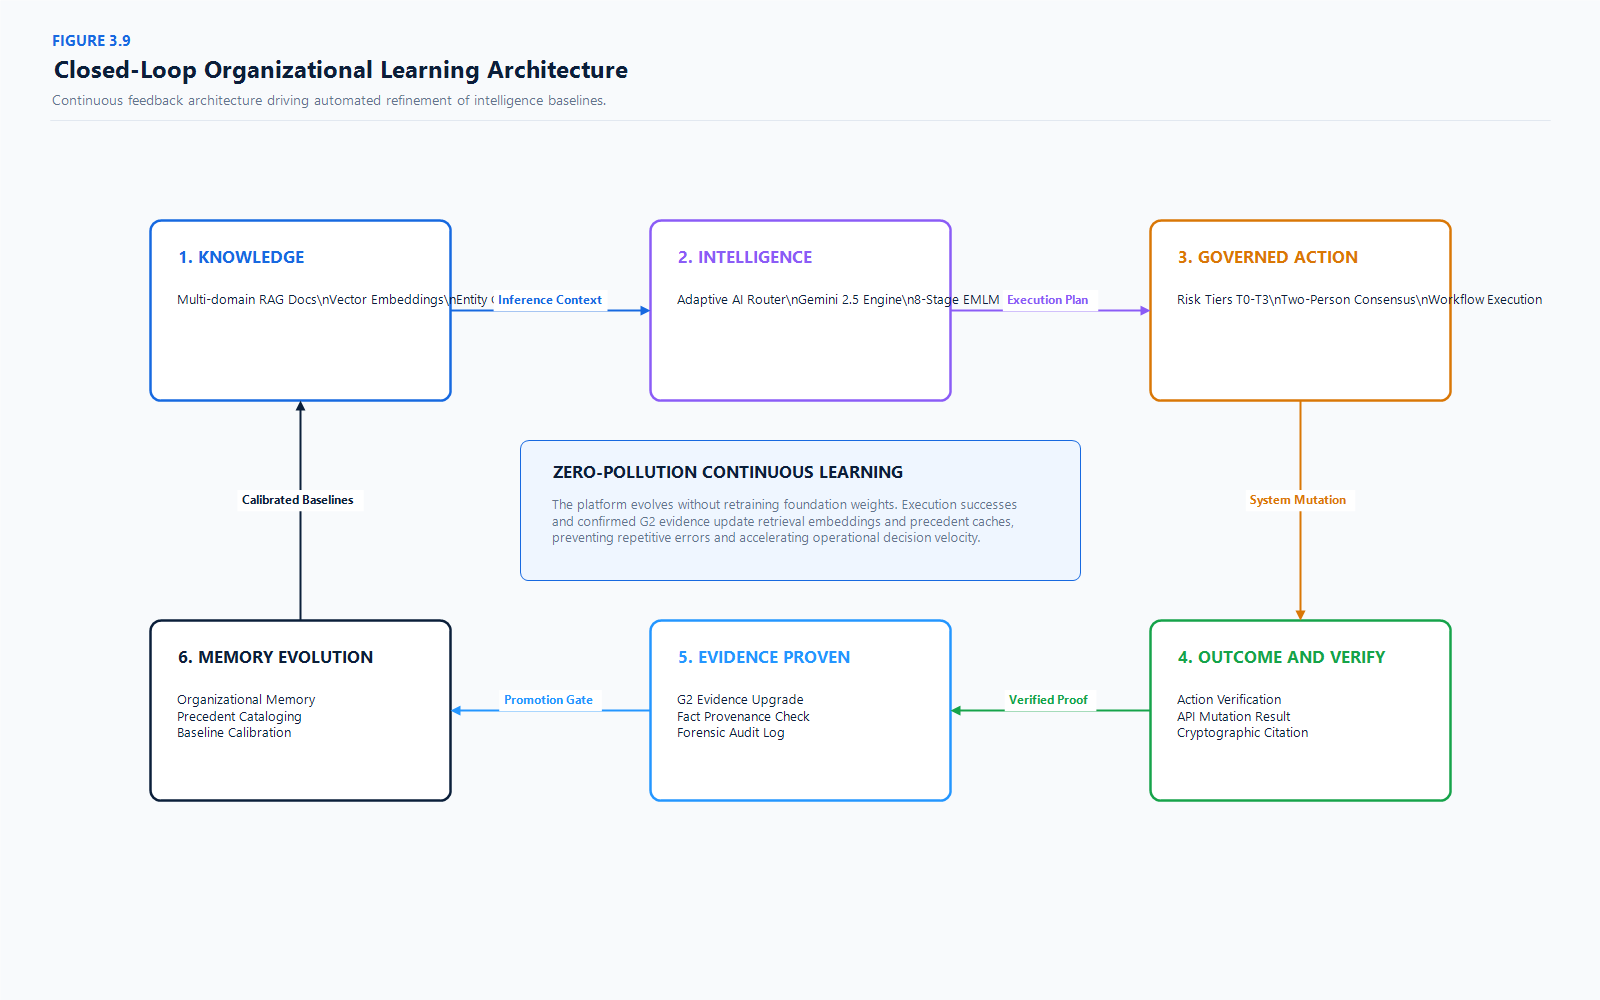 FIGURE 3.9
Closed-Loop Organizational Learning Architecture
Continuous feedback architecture driving automated refinement of intelligence baselines.
1. KNOWLEDGE
Multi-domain RAG Docs\nVector Embeddings\nEntity
Inference Context
2. INTELLIGENCE
Adaptive AI Router\nGemini 2.5 Engine\n8-Stage EMLM
Execution Plan
3. GOVERNED ACTION
Risk Tiers T0-T3\nTwo-Person Consensus\nWorkflow Execution
ZERO-POLLUTION CONTINUOUS LEARNING
The platform evolves without retraining foundation weights. Execution successes
and confirmed G2 evidence update retrieval embeddings and precedent caches,
preventing repetitive errors and accelerating operational decision velocity.
Calibrated Baselines
System Mutation
6. MEMORY EVOLUTION
Organizational Memory
Precedent Cataloging
Baseline Calibration
Promotion Gate
5. EVIDENCE PROVEN
G2 Evidence Upgrade
Fact Provenance Check
Forensic Audit Log
Verified Proof
4. OUTCOME AND VERIFY
Action Verification
API Mutation Result
Cryptographic Citation